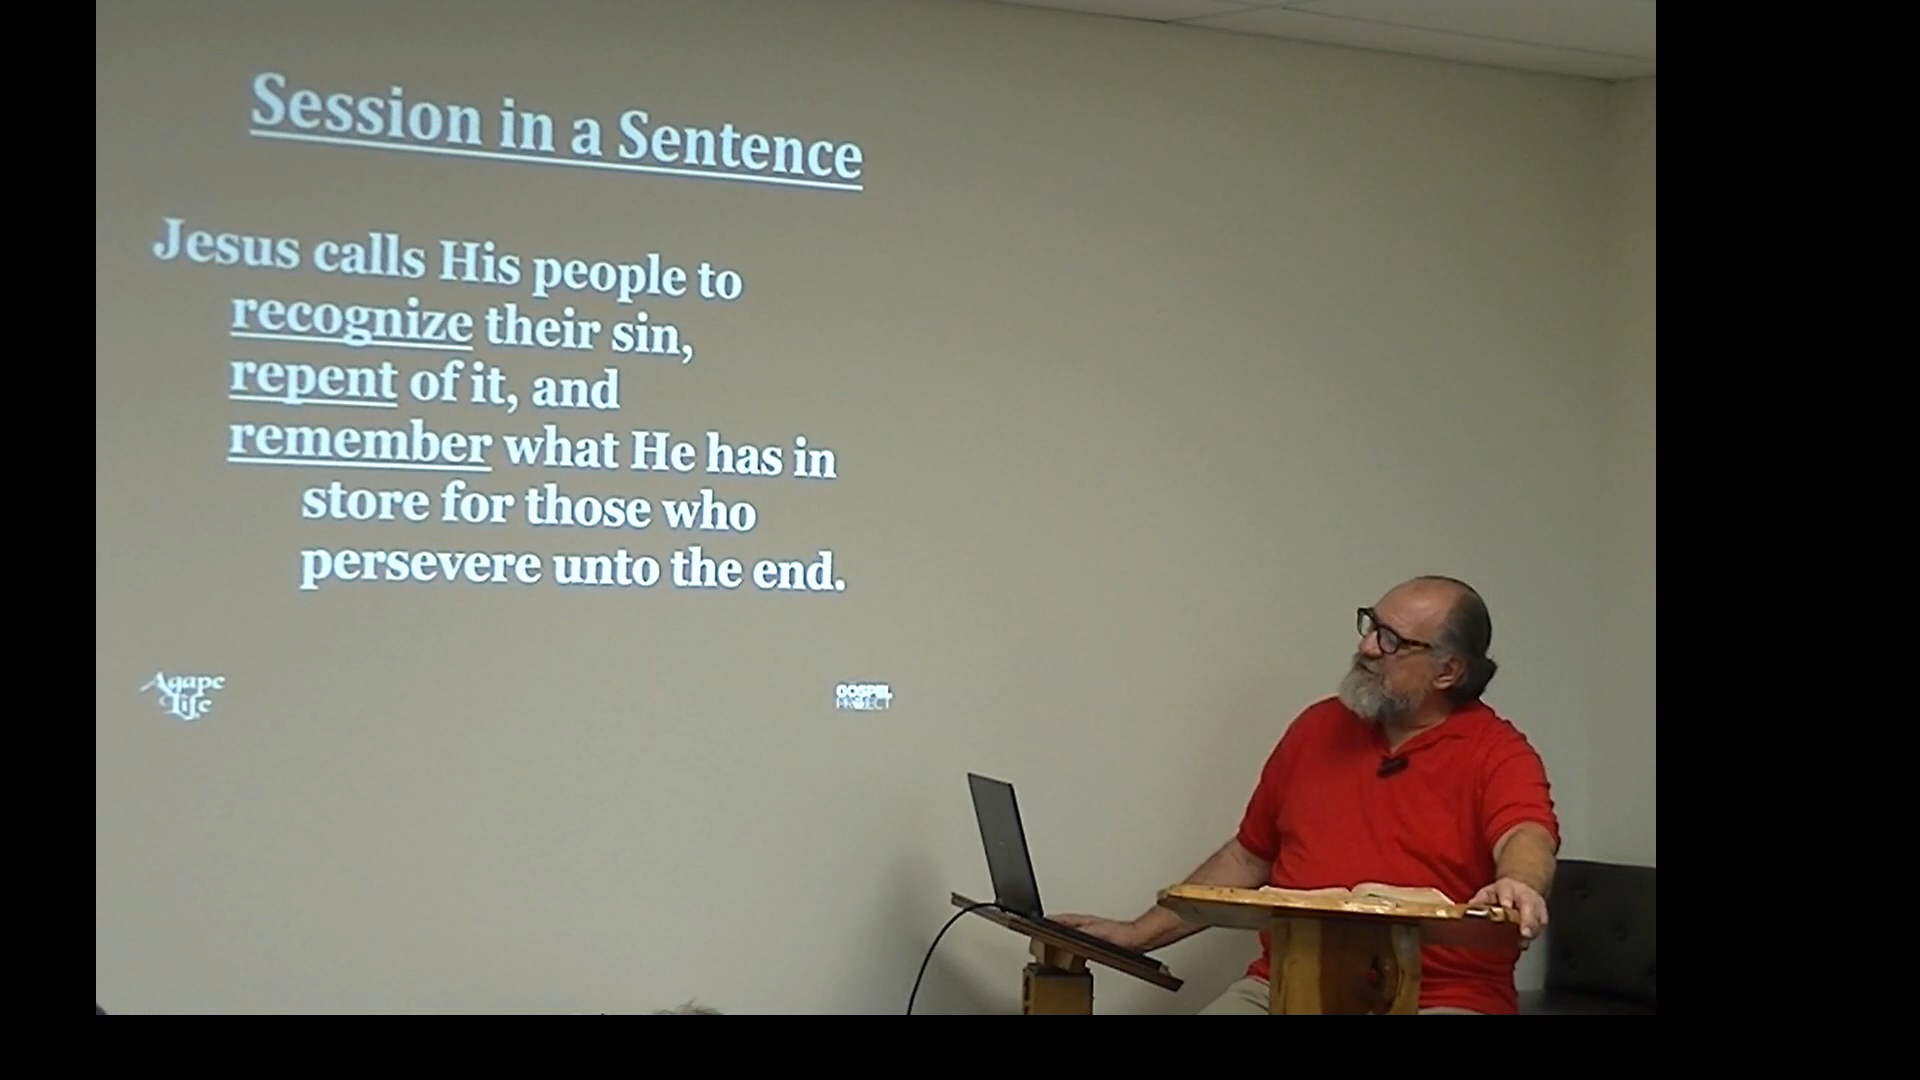 Session in a Sentence
Jesus calls His people to
recognize their sin,
repent of it, and
remember what He has in
store for those who
persevere unto the end.
Agape
Life
GOSPEL
PROJECT